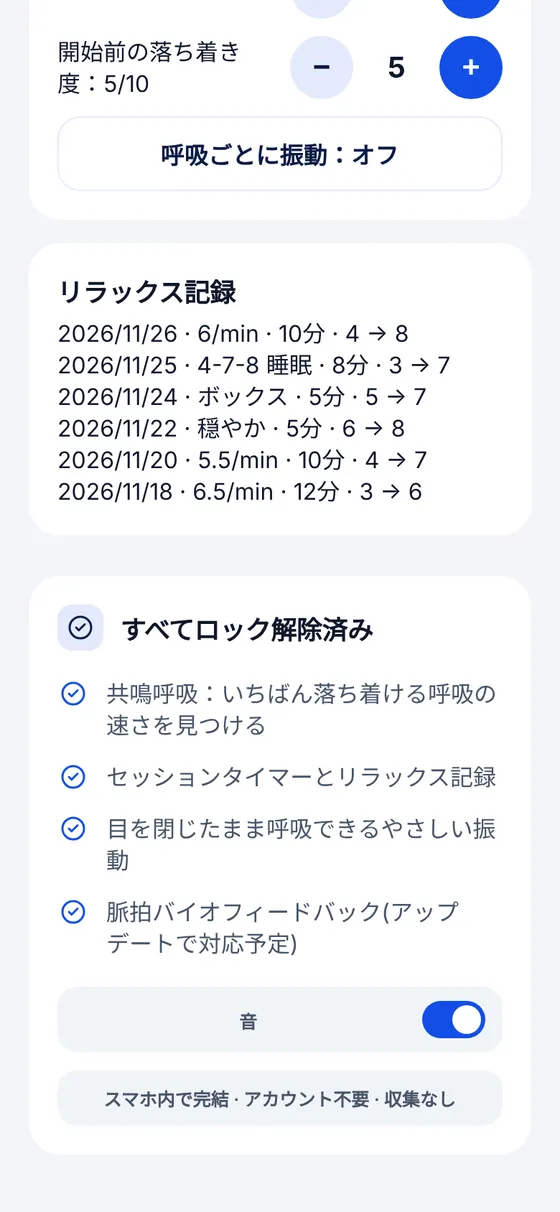 開始前の落ち着き
度：5/10
− 5 +
呼吸ごとに振動：オフ
リラックス記録
2026/11/26 · 6/min · 10分 · 4 → 8
2026/11/25 · 4-7-8 睡眠 · 8分 · 3 → 7
2026/11/24 · ボックス · 5分 · 5 → 7
2026/11/22 · 穏やか · 5分 · 6 → 8
2026/11/20 · 5.5/min · 10分 · 4 → 7
2026/11/18 · 6.5/min · 12分 · 3 → 6
すべてロック解除済み
共鳴呼吸：いちばん落ち着ける呼吸の
速さを見つける
セッションタイマーとリラックス記録
目を閉じたまま呼吸できるやさしい振
動
脈拍バイオフィードバック(アップ
デートで対応予定)
音
スマホ内で完結 · アカウント不要 · 収集なし